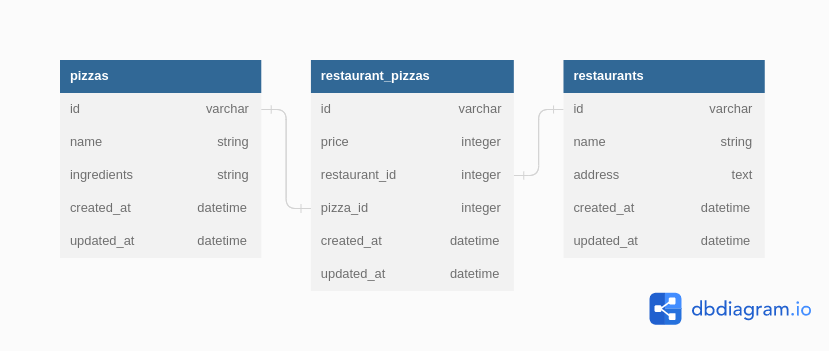 pizzas
id varchar
name string
ingredients string
created_at datetime
updated_at datetime
restaurant_pizzas
id varchar
price integer
restaurant_id integer
pizza_id integer
created_at datetime
updated_at datetime
restaurants
id varchar
name string
address text
created_at datetime
updated_at datetime
dbdiagram.io